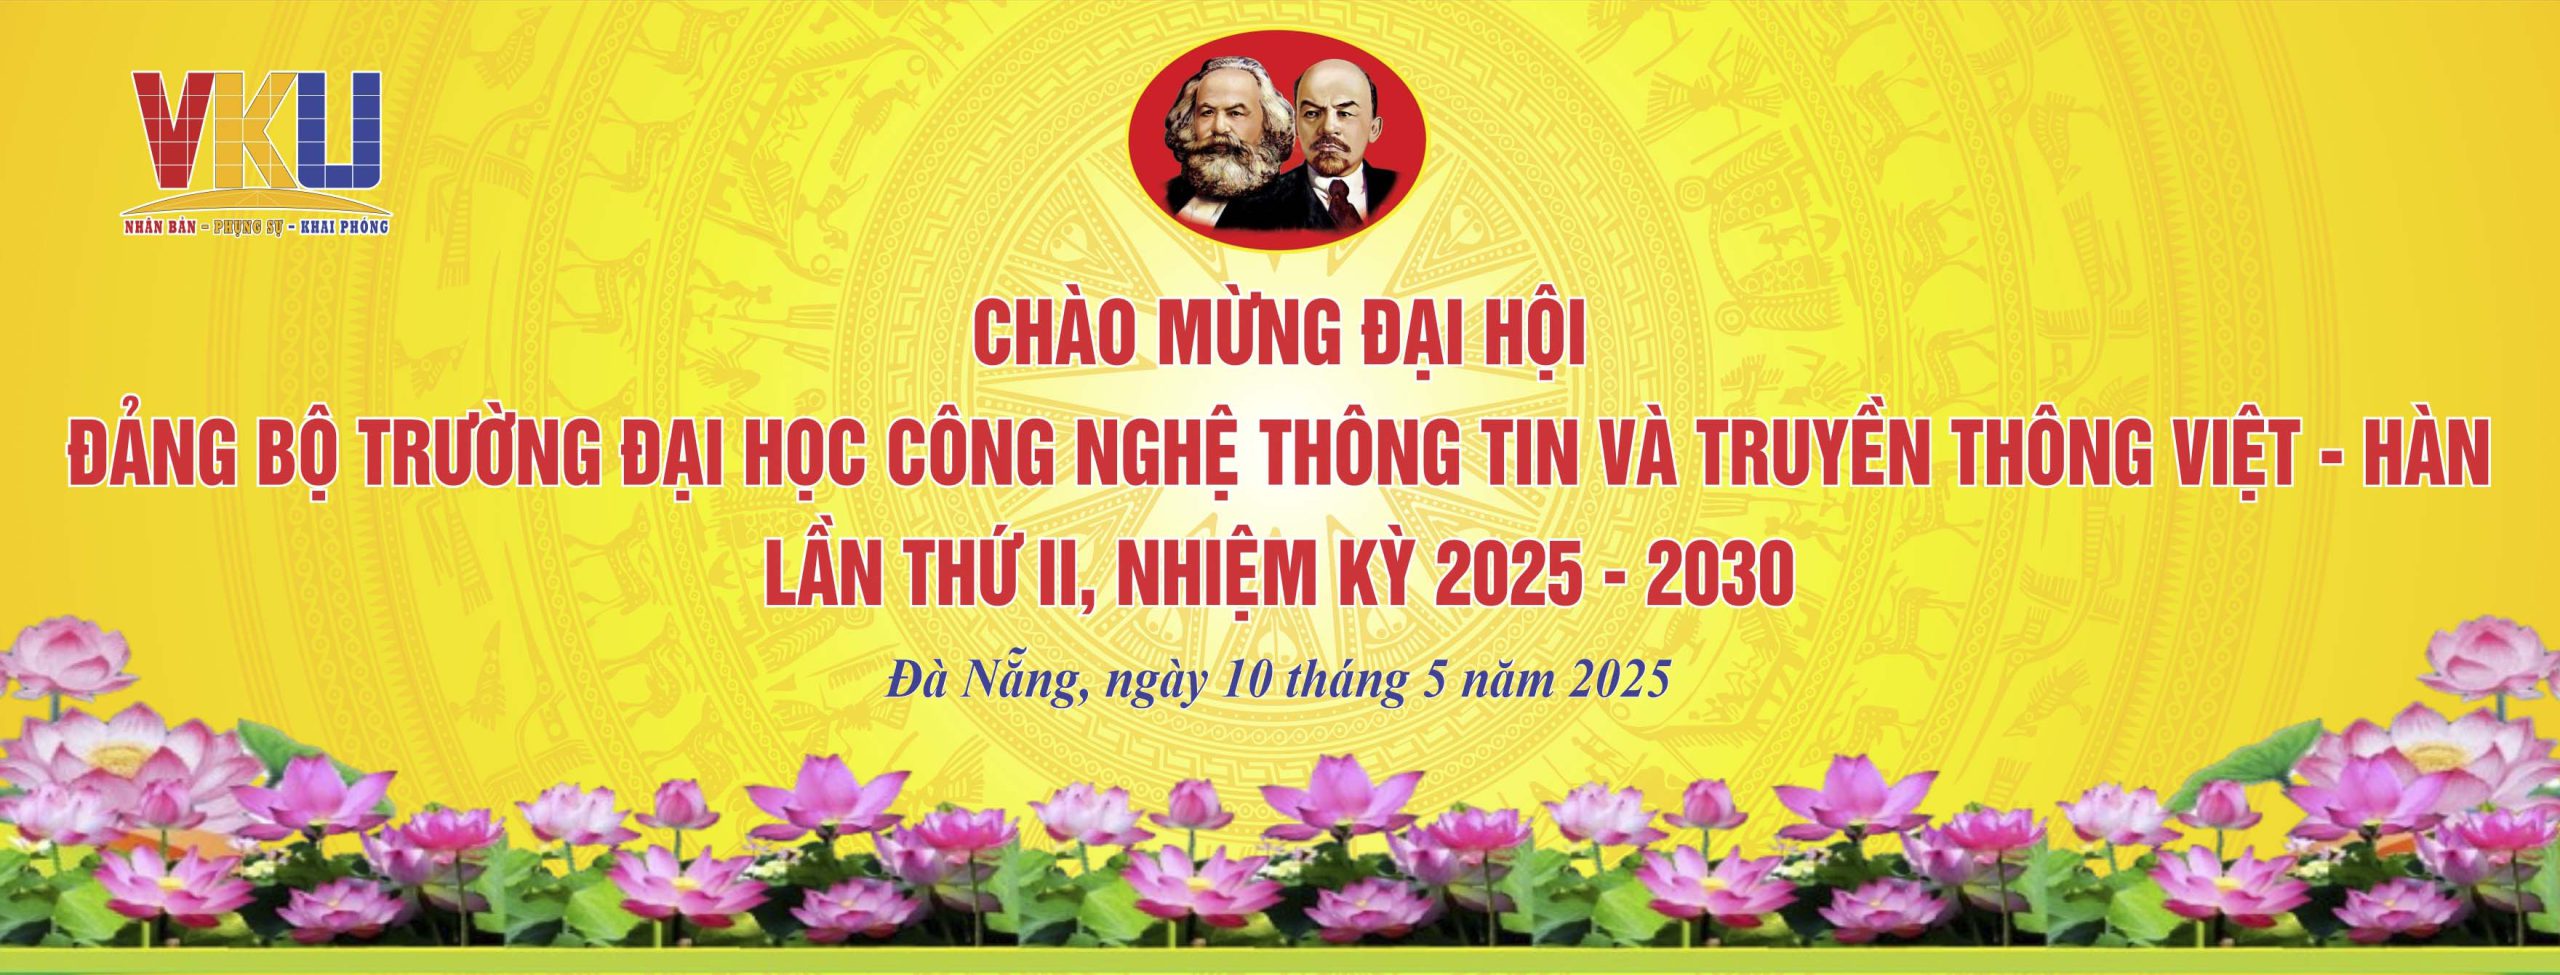 VKU
NHÂN BẢN - PHỤNG SỰ - KHAI PHÓNG
CHÀO MỪNG ĐẠI HỘI
ĐẢNG BỘ TRƯỜNG ĐẠI HỌC CÔNG NGHỆ THÔNG TIN VÀ TRUYỀN THÔNG VIỆT - HÀN
LẦN THỨ II, NHIỆM KỲ 2025 - 2030
Đà Nẵng, ngày 10 tháng 5 năm 2025